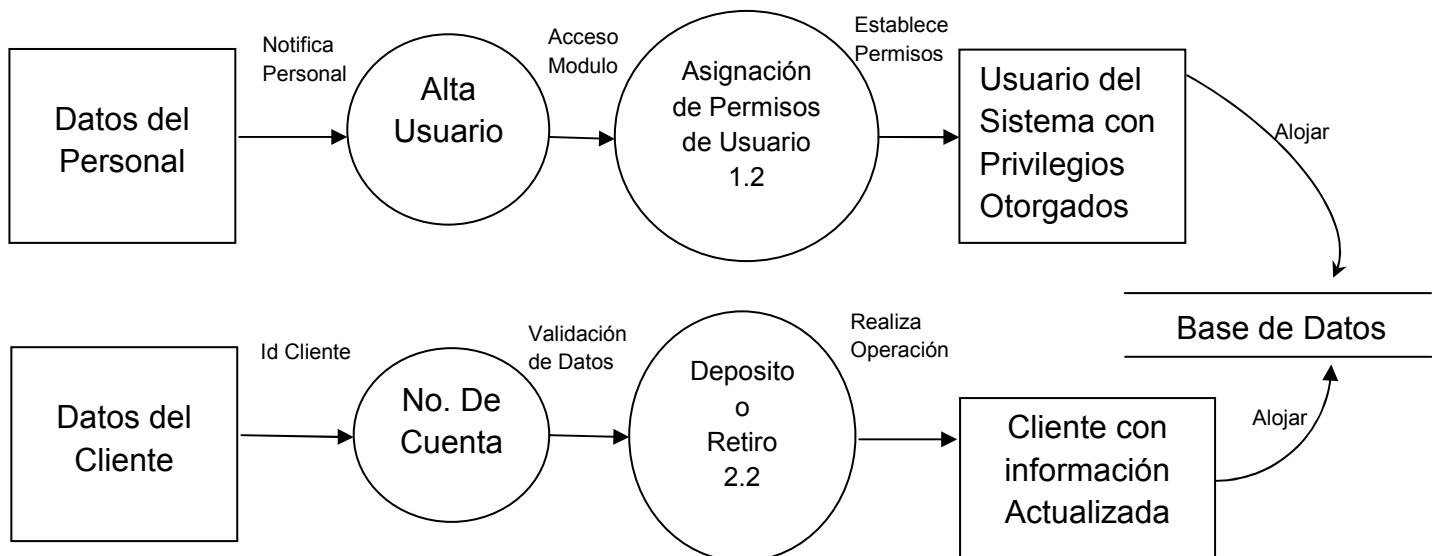 Datos del
Personal
Notifica
Personal
Alta
Usuario
Acceso
Modulo
Asignación
de Permisos
de Usuario
1.2
Establece
Permisos
Usuario del
Sistema con
Privilegios
Otorgados
Alojar
Base de Datos
Datos del
Cliente
Id Cliente
No. De
Cuenta
Validación
de Datos
Deposito
o
Retiro
2.2
Realiza
Operación
Cliente con
información
Actualizada
Alojar